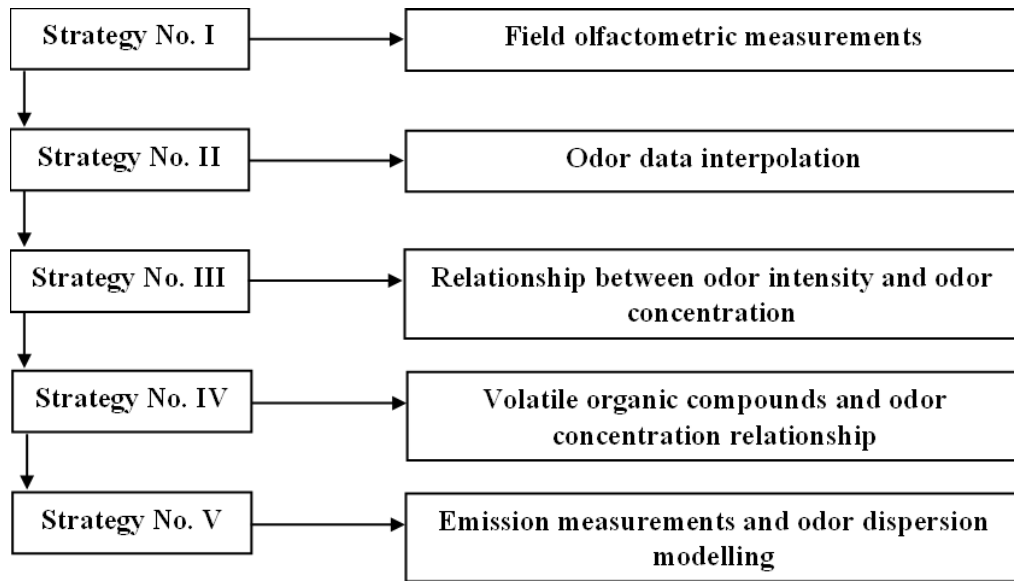 Strategy No. I
Field olfactometric measurements
Strategy No. II
Odor data interpolation
Strategy No. III
Relationship between odor intensity and odor
concentration
Strategy No. IV
Volatile organic compounds and odor
concentration relationship
Strategy No. V
Emission measurements and odor dispersion
modelling